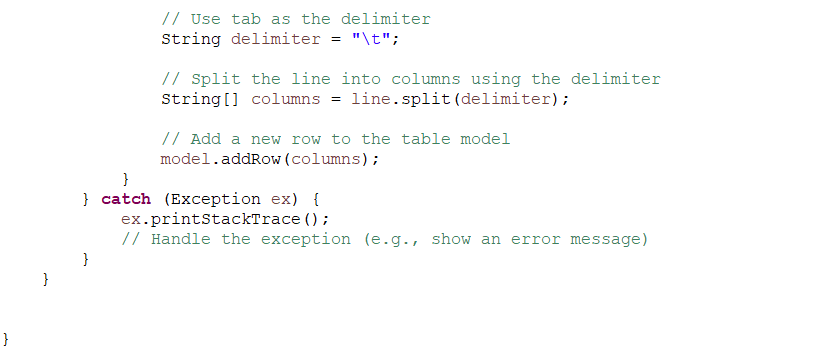 // Use tab as the delimiter
String delimiter = "\t";
// Split the line into columns using the delimiter
String[] columns = line.split(delimiter);
// Add a new row to the table model
model.addRow(columns);
}
} catch (Exception ex) {
ex.printStackTrace();
// Handle the exception (e.g., show an error message)
}
}
}